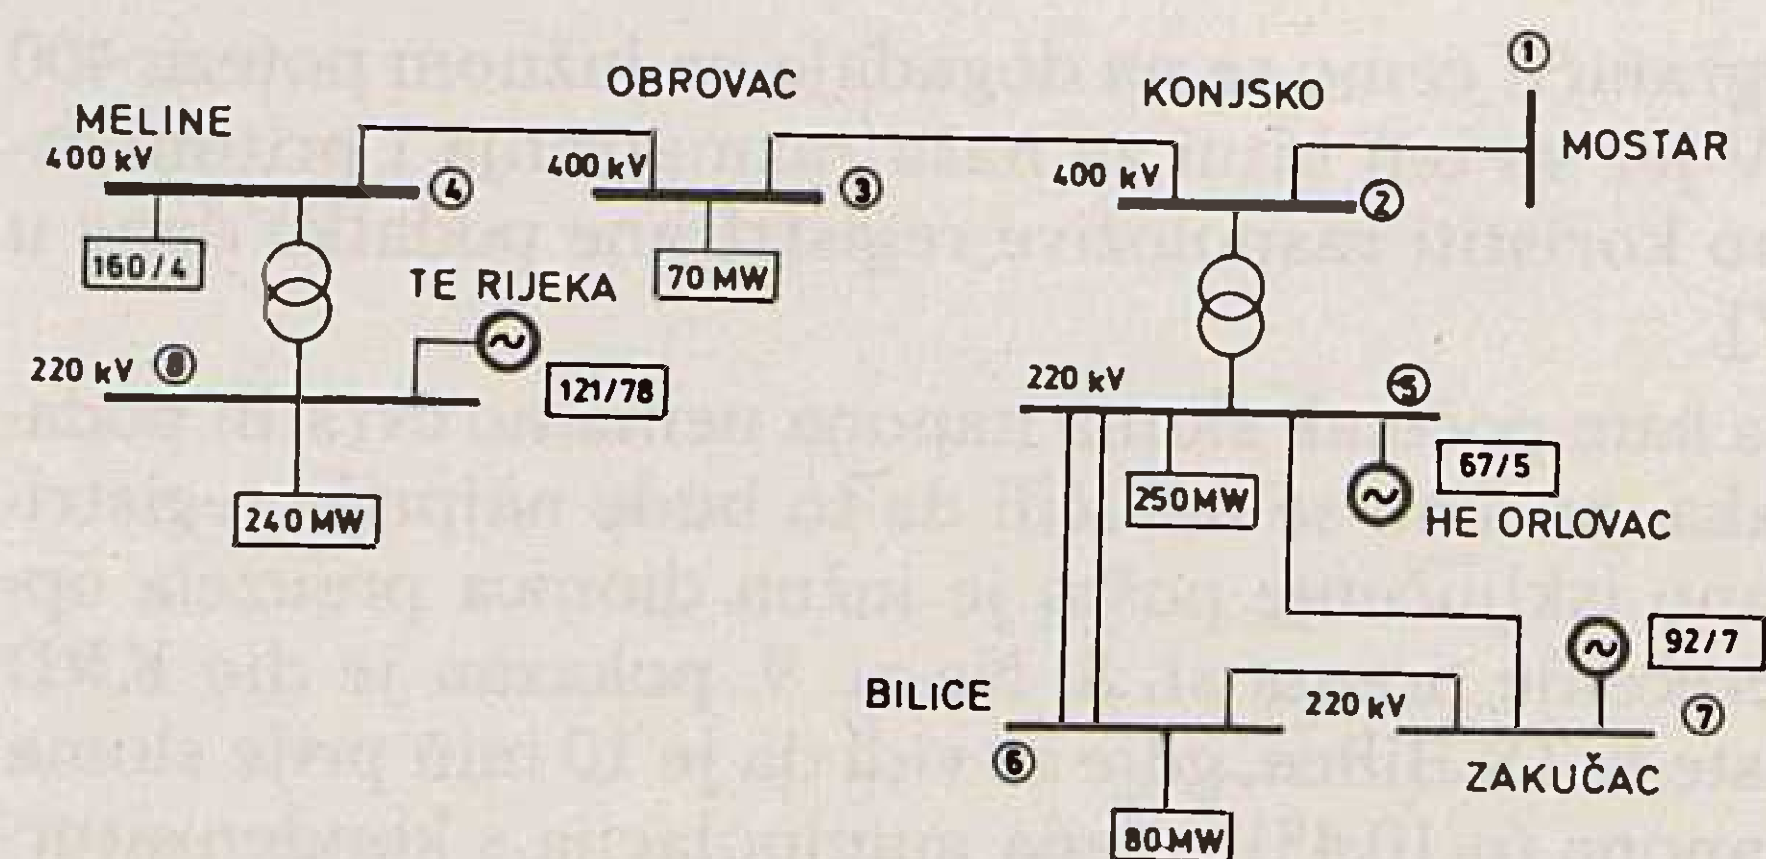 ①
OBROVAC
KONJSKO
MELINE
MOSTAR
400 kV
400 kV
400 kV
④
③
②
160/4
70 MW
TE RIJEKA
220 kV
⑧
121/78
220 kV
⑤
67/5
240 MW
250 MW
HE ORLOVAC
92/7
BILICE
220 kV
⑦
⑥
ZAKUČAC
80 MW